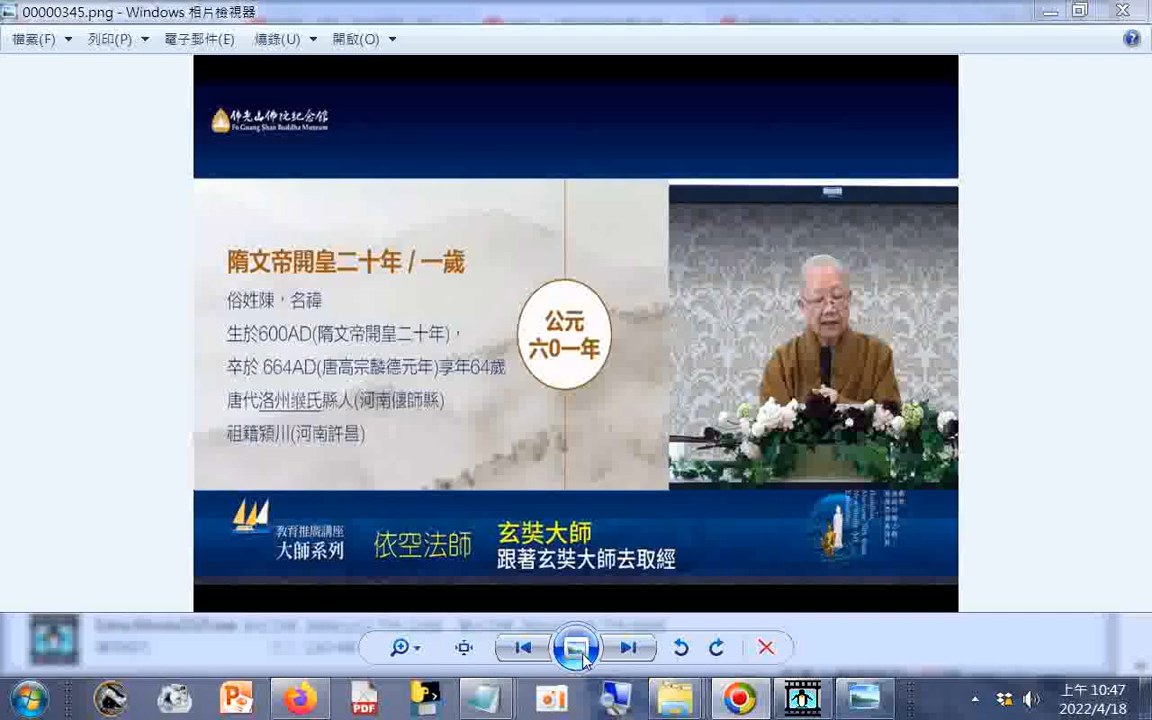 00000345.png - Windows 相片檢視器
檔案(F) 列印(P) 電子郵件(E) 燒錄(U) 開啟(O)
佛光山佛陀紀念館
Fo Guang Shan Buddha Museum
隋文帝開皇二十年 / 一歲
俗姓陳，名褘
生於600AD(隋文帝開皇二十年)，
卒於 664AD(唐高宗麟德元年)享年64歲
唐代洛州緱氏縣人(河南偃師縣)
祖籍潁川(河南許昌)
公元
六0一年
教育推廣講座
大師系列
依空法師
玄奘大師
跟著玄奘大師去取經
PDF
上午 10:47
2022/4/18